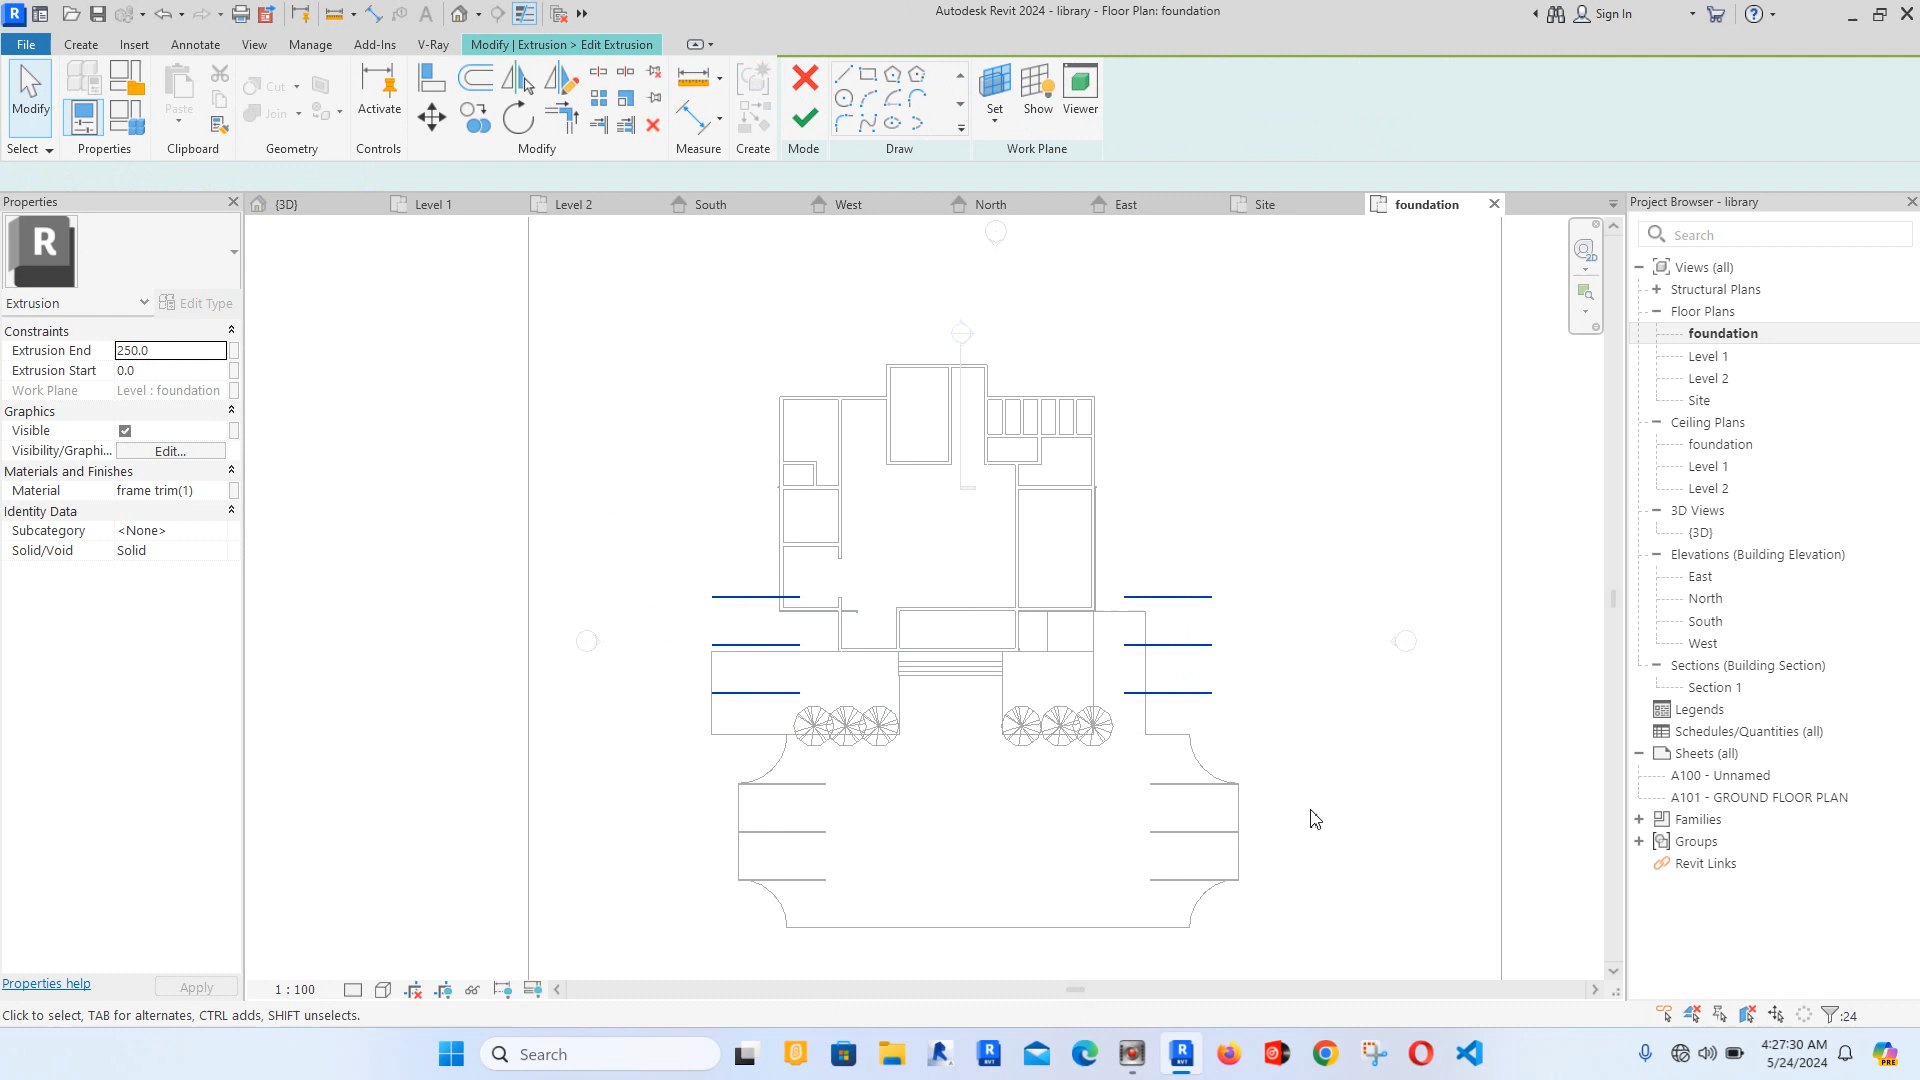 Autodesk Revit 2024 - library - Floor Plan: foundation
Sign In
File
Create
Insert
Annotate
View
Manage
Add-Ins
V-Ray
Modify | Extrusion > Edit Extrusion
Modify
Paste
Cut
Join
Activate
Set
Show
Viewer
Select
Properties
Clipboard
Geometry
Controls
Modify
Measure
Create
Mode
Draw
Work Plane
Properties
{3D}
Level 1
Level 2
South
West
North
East
Site
foundation
Project Browser - library
R
Search
Extrusion
Edit Type
Constraints
Extrusion End 250.0
Extrusion Start 0.0
Work Plane Level : foundation
Graphics
Visible
Visibility/Graphi... Edit...
Materials and Finishes
Material frame trim(1)
Identity Data
Subcategory <None>
Solid/Void Solid
Views (all)
Structural Plans
Floor Plans
foundation
Level 1
Level 2
Site
Ceiling Plans
foundation
Level 1
Level 2
3D Views
{3D}
Elevations (Building Elevation)
East
North
South
West
Sections (Building Section)
Section 1
Legends
Schedules/Quantities (all)
Sheets (all)
A100 - Unnamed
A101 - GROUND FLOOR PLAN
Families
Groups
Revit Links
2D
Properties help
Apply
1 : 100
Click to select, TAB for alternates, CTRL adds, SHIFT unselects.
:24
Search
4:27:30 AM
5/24/2024